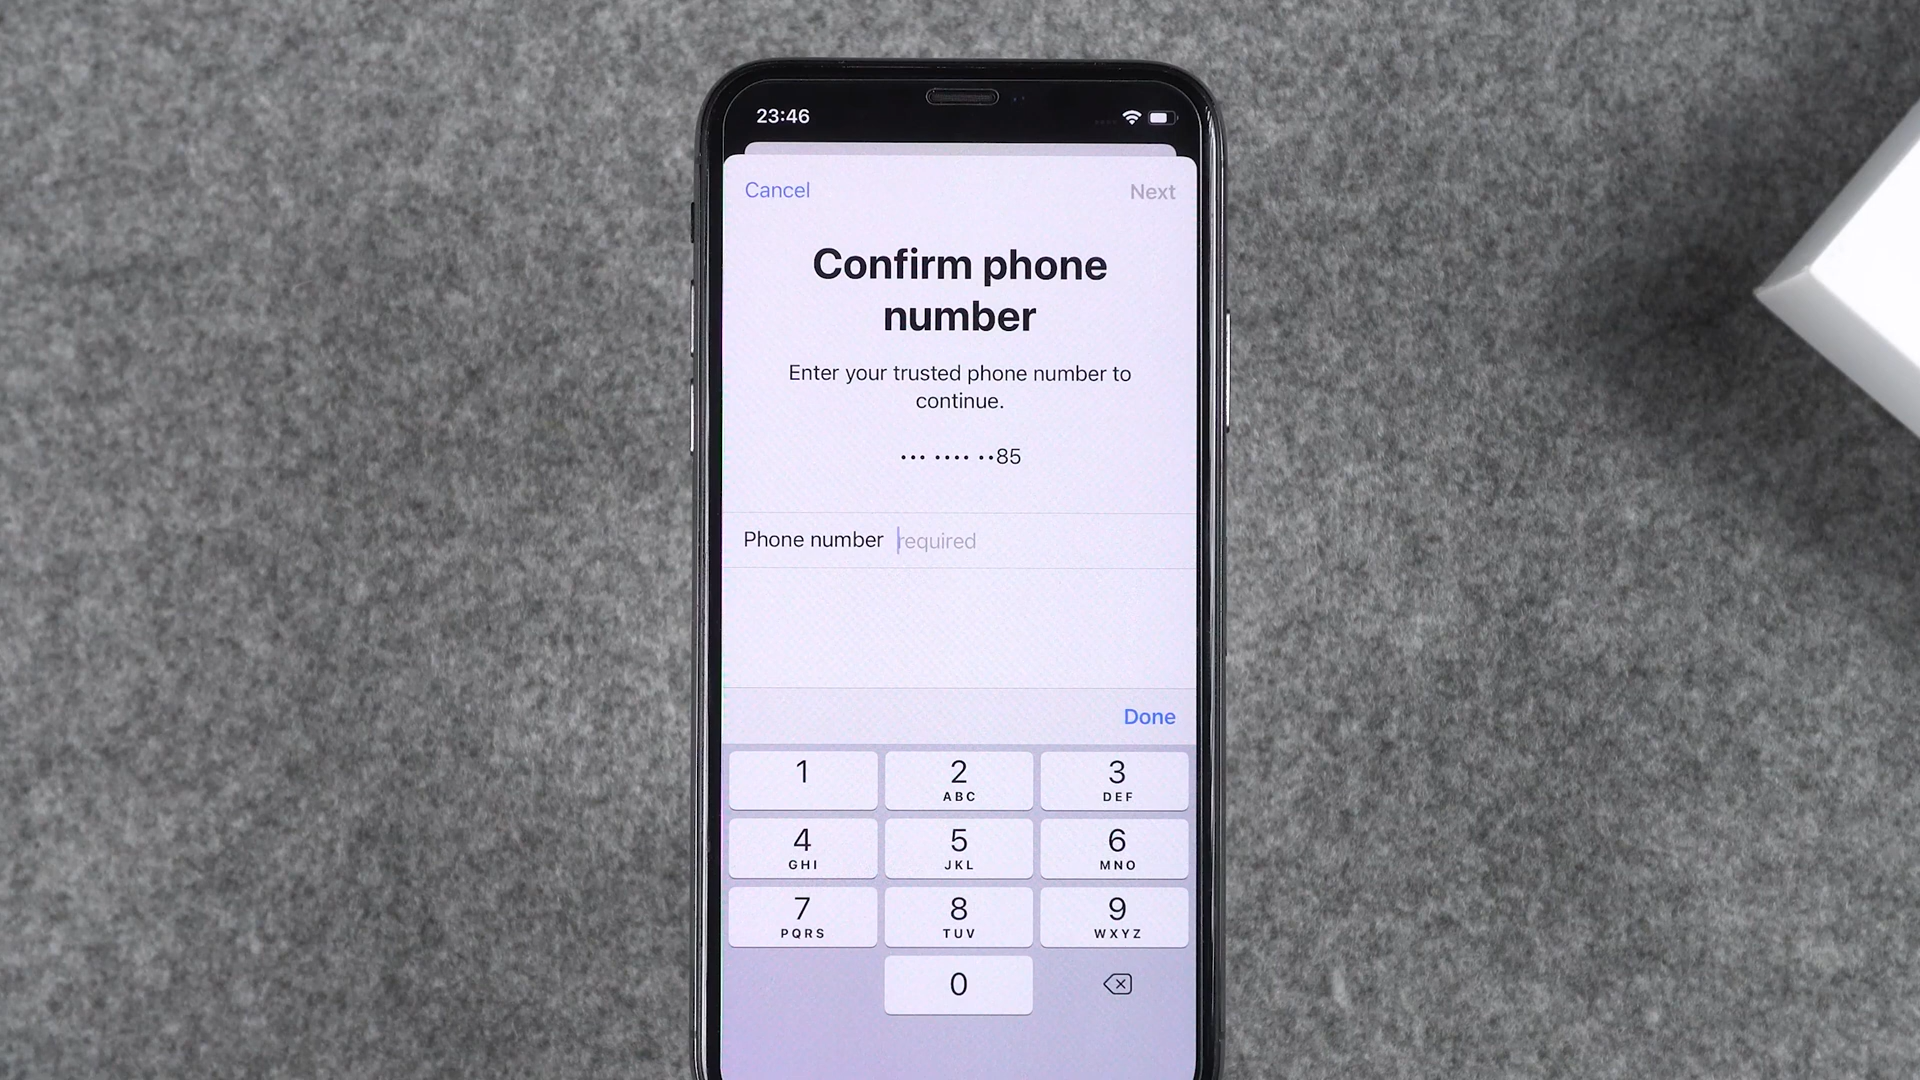 23:46
Cancel Next
Confirm phone
number
Enter your trusted phone number to
continue.
••• •••• ••85
Phone number required
Done
1 2 3
ABC DEF
4 5 6
GHI JKL MNO
7 8 9
PQRS TUV WXYZ
0